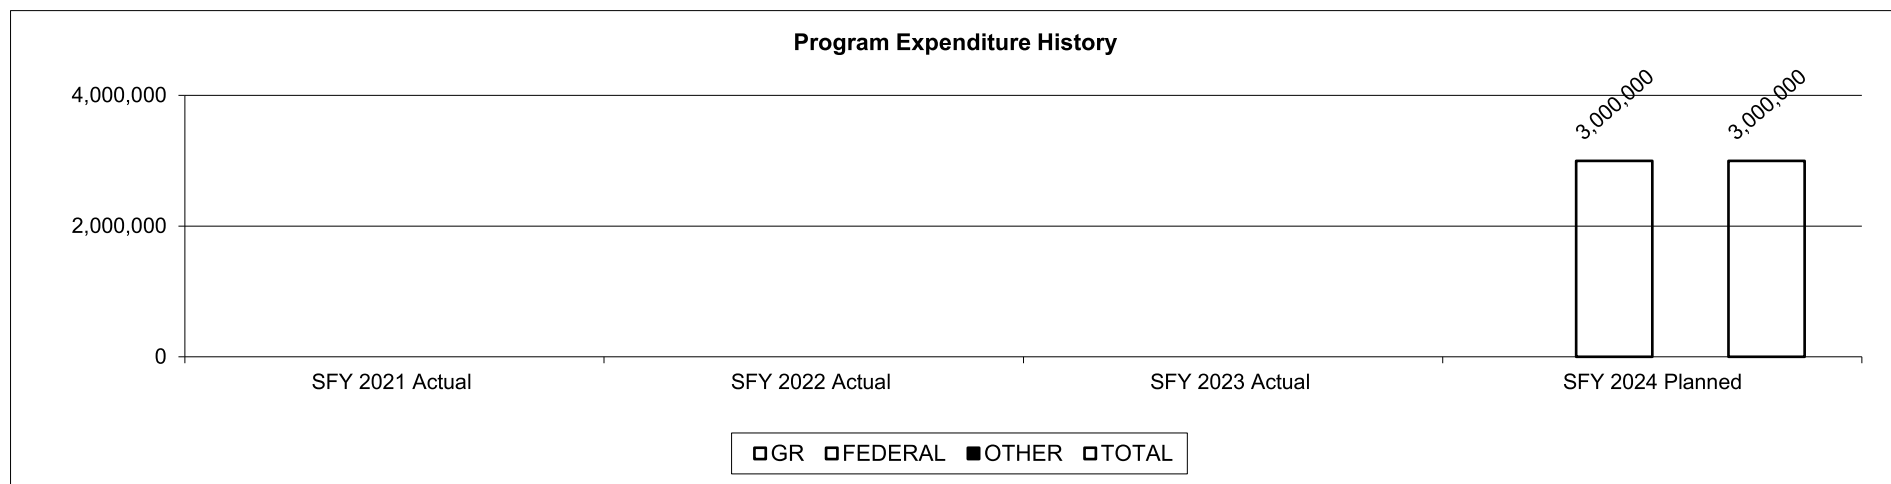 Program Expenditure History
4,000,000
2,000,000
0
3,000,000
3,000,000
SFY 2021 Actual
SFY 2022 Actual
SFY 2023 Actual
SFY 2024 Planned
GR FEDERAL OTHER TOTAL